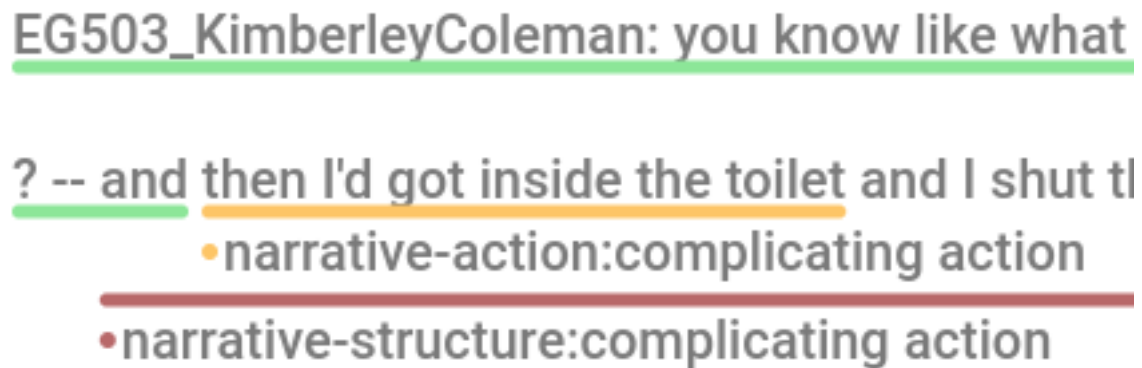 EG503_KimberleyColeman: you know like what
? -- and then I'd got inside the toilet and I shut
•narrative-action:complicating action
•narrative-structure:complicating action